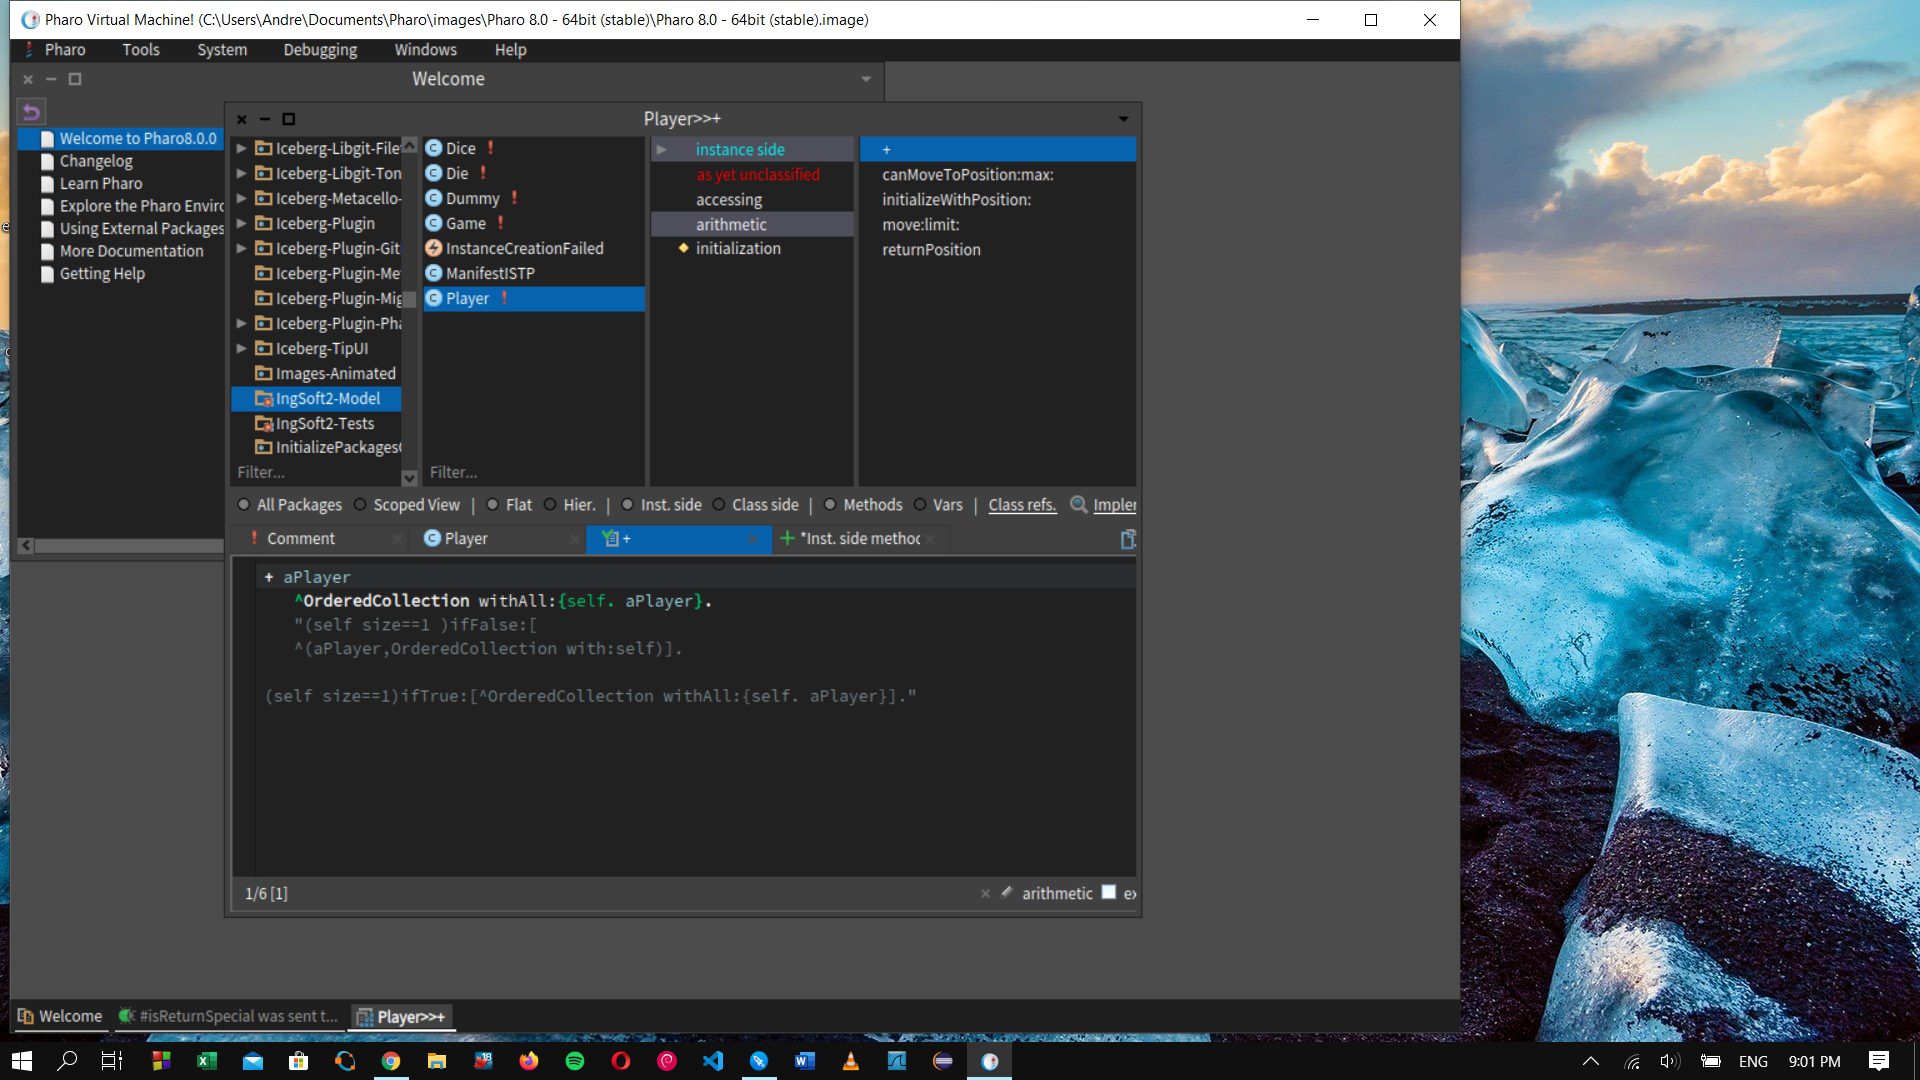 Pharo Virtual Machine! (C:\Users\Andre\Documents\Pharo\images\Pharo 8.0 - 64bit (stable)\Pharo 8.0 - 64bit (stable).image)
Pharo Tools System Debugging Windows Help
Welcome
Welcome to Pharo8.0.0
Changelog
Learn Pharo
Explore the Pharo Enviro
Using External Packages
More Documentation
Getting Help
Player>>+
Iceberg-Libgit-File
Iceberg-Libgit-Ton
Iceberg-Metacello-
Iceberg-Plugin
Iceberg-Plugin-Git
Iceberg-Plugin-Me
Iceberg-Plugin-Mig
Iceberg-Plugin-Pha
Iceberg-TipUI
Images-Animated
IngSoft2-Model
IngSoft2-Tests
InitializePackages
Filter...
Dice !
Die !
Dummy !
Game !
InstanceCreationFailed
ManifestISTP
Player !
Filter...
instance side
as yet unclassified
accessing
arithmetic
initialization
+
canMoveToPosition:max:
initializeWithPosition:
move:limit:
returnPosition
All Packages Scoped View | Flat Hier. | Inst. side Class side | Methods Vars | Class refs. Implem
! Comment Player + *Inst. side method
+ aPlayer
^OrderedCollection withAll:{self. aPlayer}.
"(self size==1 )ifFalse:[
^(aPlayer,OrderedCollection with:self)].
(self size==1)ifTrue:[^OrderedCollection withAll:{self. aPlayer}]."
1/6 [1]
arithmetic ex
Welcome #isReturnSpecial was sent t... Player>>+
ENG 9:01 PM